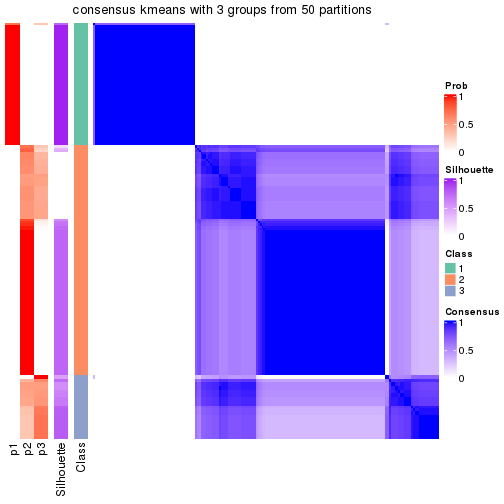 consensus kmeans with 3 groups from 50 partitions
Prob
1
0.5
0
Silhouette
1
0.5
0
Class
1
2
3
Consensus
1
0.5
0
p1
p2
p3
Silhouette
Class